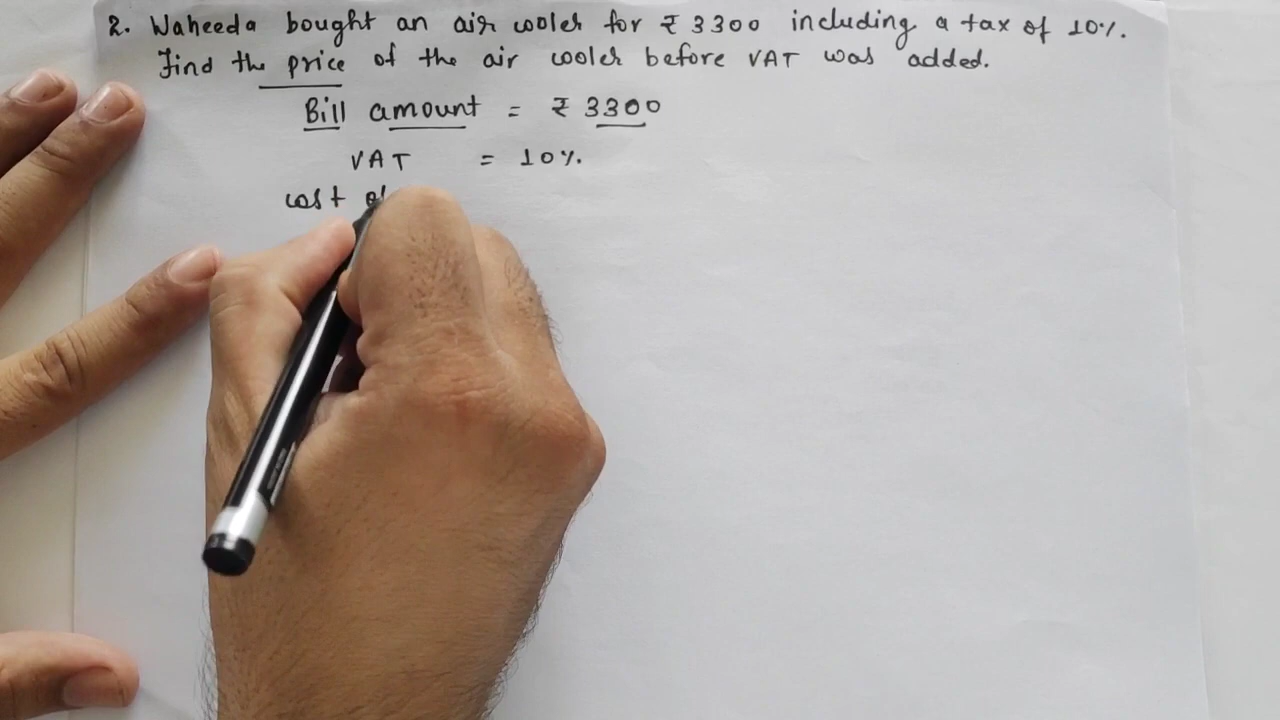 2. Waheeda bought an air cooler for ₹ 3300 including a tax of 10%.
Find the price of the air cooler before VAT was added.
Bill amount = ₹ 3300
VAT = 10%
cost of